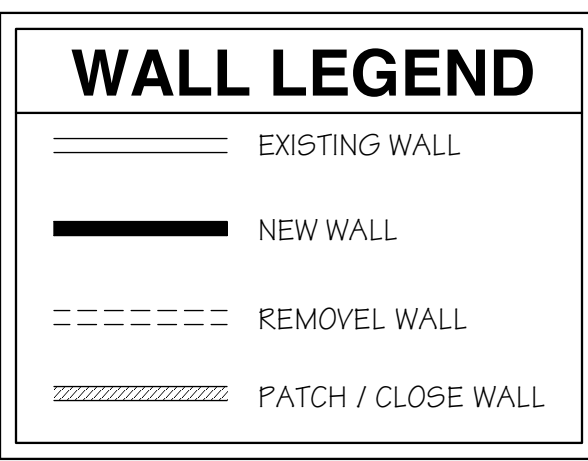 WALL LEGEND
EXISTING WALL
NEW WALL
REMOVEL WALL
PATCH / CLOSE WALL